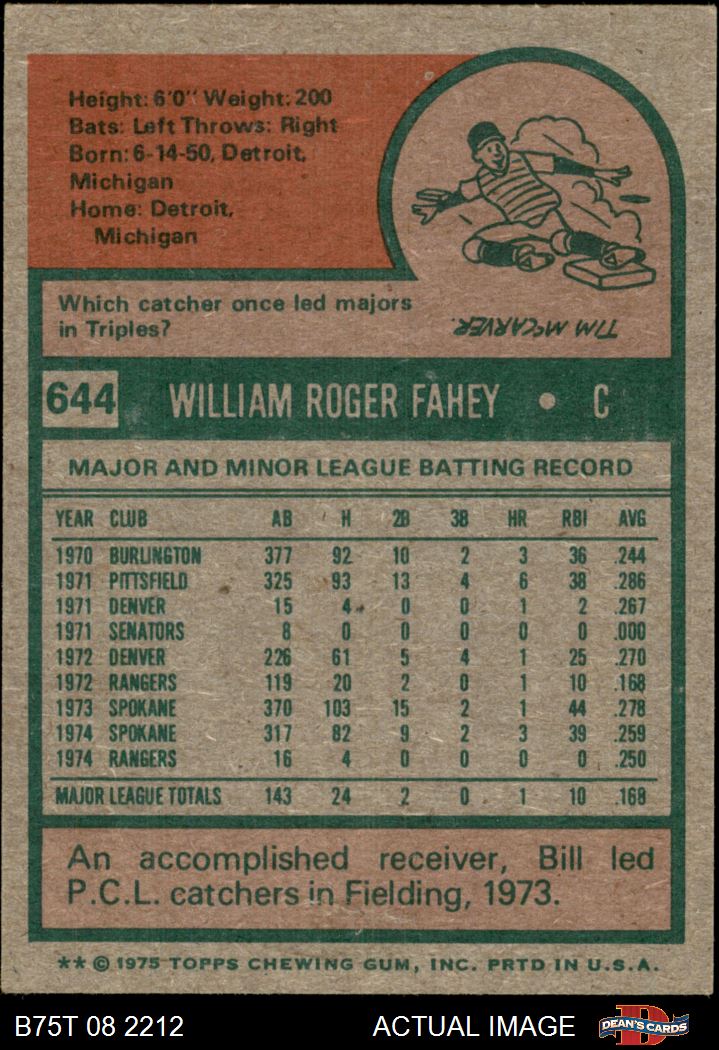 Height: 6'0" Weight: 200
Bats: Left Throws: Right
Born: 6-14-50, Detroit,
Michigan
Home: Detroit,
Michigan
Which catcher once led majors
in Triples?
TIM McCARVER.
644 WILLIAM ROGER FAHEY • C
MAJOR AND MINOR LEAGUE BATTING RECORD
YEAR CLUB AB H 2B 3B HR RBI AVG
1970 BURLINGTON 377 92 10 2 3 36 .244
1971 PITTSFIELD 325 93 13 4 6 38 .286
1971 DENVER 15 4 0 0 1 2 .267
1971 SENATORS 8 0 0 0 0 0 .000
1972 DENVER 226 61 5 4 1 25 .270
1972 RANGERS 119 20 2 0 1 10 .168
1973 SPOKANE 370 103 15 2 1 44 .278
1974 SPOKANE 317 82 9 2 3 39 .259
1974 RANGERS 16 4 0 0 0 0 .250
MAJOR LEAGUE TOTALS 143 24 2 0 1 10 .168
An accomplished receiver, Bill led
P.C.L. catchers in Fielding, 1973.
** © 1975 TOPPS CHEWING GUM, INC. PRTD IN U.S.A.
B75T 08 2212 ACTUAL IMAGE D DEAN'S CARDS